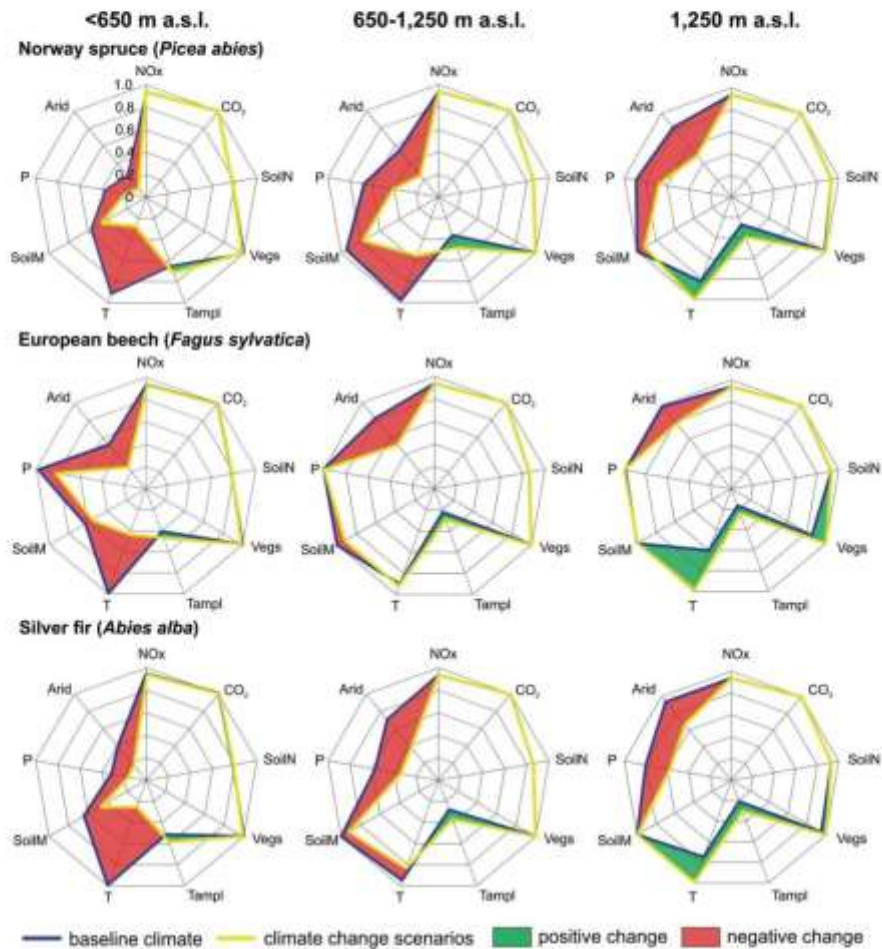 <650 m a.s.l. 650-1,250 m a.s.l. 1,250 m a.s.l.
Norway spruce (Picea abies)
NOx NOx NOx
1.0
Arid 0.8 CO₂ Arid CO₂ Arid CO₂
0.6
0.4
P 0.2 SoilN P SoilN P SoilN
0
SoilM Vegs SoilM Vegs SoilM Vegs
T Tampl T Tampl T Tampl
European beech (Fagus sylvatica)
NOx NOx NOx
Arid CO₂ Arid CO₂ Arid CO₂
P SoilN P SoilN P SoilN
SoilM Vegs SoilM Vegs SoilM Vegs
T Tampl T Tampl T Tampl
Silver fir (Abies alba)
NOx NOx NOx
Arid CO₂ Arid CO₂ Arid CO₂
P SoilN P SoilN P SoilN
SoilM Vegs SoilM Vegs SoilM Vegs
T Tampl T Tampl T Tampl
baseline climate climate change scenarios positive change negative change